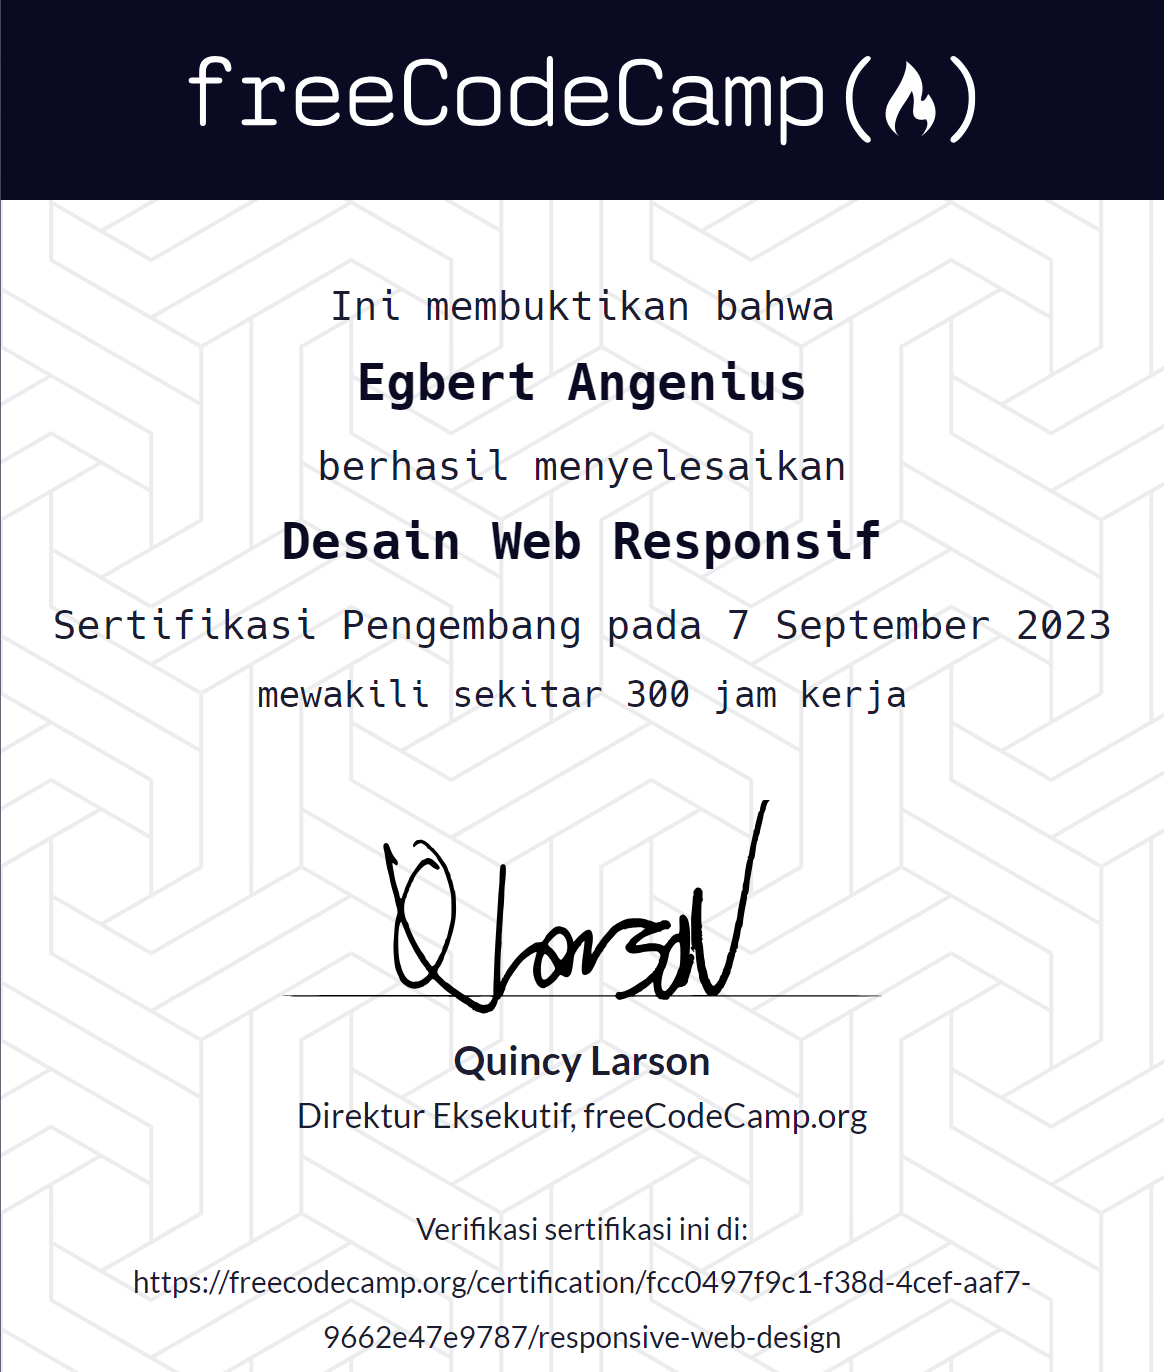 freeCodeCamp
Ini membuktikan bahwa
Egbert Angenius
berhasil menyelesaikan
Desain Web Responsif
Sertifikasi Pengembang pada 7 September 2023
mewakili sekitar 300 jam kerja
Q Larson
Quincy Larson
Direktur Eksekutif, freeCodeCamp.org
Verifikasi sertifikasi ini di:
https://freecodecamp.org/certification/fcc0497f9c1-f38d-4cef-aaf7-
9662e47e9787/responsive-web-design